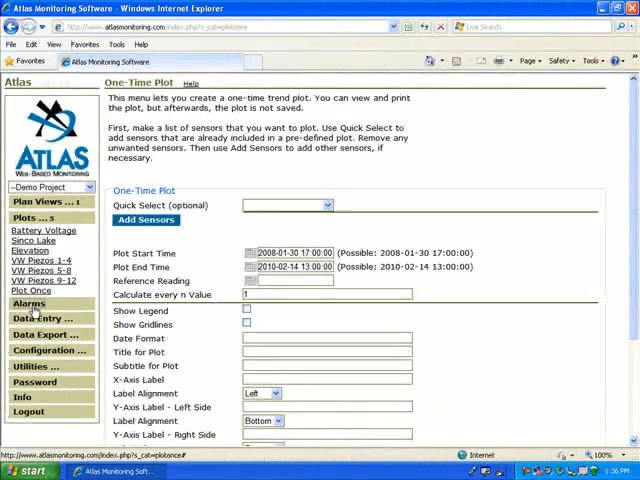 Atlas Monitoring Software - Windows Internet Explorer
http://www.atlasmonitoring.com/index.php?s_cat=plotonce
Live Search
File Edit View Favorites Tools Help
Favorites Atlas Monitoring Software
Page Safety Tools
Atlas
ATLAS
WEB-BASED MONITORING
--Demo Project
Plan Views ... 1
Plots ... 5
Battery Voltage
Sinco Lake
Elevation
VW Piezos 1-4
VW Piezos 5-8
VW Piezos 9-12
Plot Once
Alarms
Data Entry ...
Data Export ...
Configuration ...
Utilities ...
Password
Info
Logout
One-Time Plot Help
This menu lets you create a one-time trend plot. You can view and print
the plot, but afterwards, the plot is not saved.
First, make a list of sensors that you want to plot. Use Quick Select to
add sensors that are already included in a pre-defined plot. Remove any
unwanted sensors. Then use Add Sensors to add other sensors, if
necessary.
One-Time Plot
Quick Select (optional)
Add Sensors
Plot Start Time 2008-01-30 17:00:00 (Possible: 2008-01-30 17:00:00)
Plot End Time 2010-02-14 13:00:00 (Possible: 2010-02-14 13:00:00)
Reference Reading
Calculate every n Value 1
Show Legend
Show Gridlines
Date Format
Title for Plot
Subtitle for Plot
X-Axis Label
Label Alignment Left
Y-Axis Label - Left Side
Label Alignment Bottom
Y-Axis Label - Right Side
http://www.atlasmonitoring.com/index.php?s_cat=plotonce# Internet 100%
start Atlas Monitoring Soft... 1:36 PM